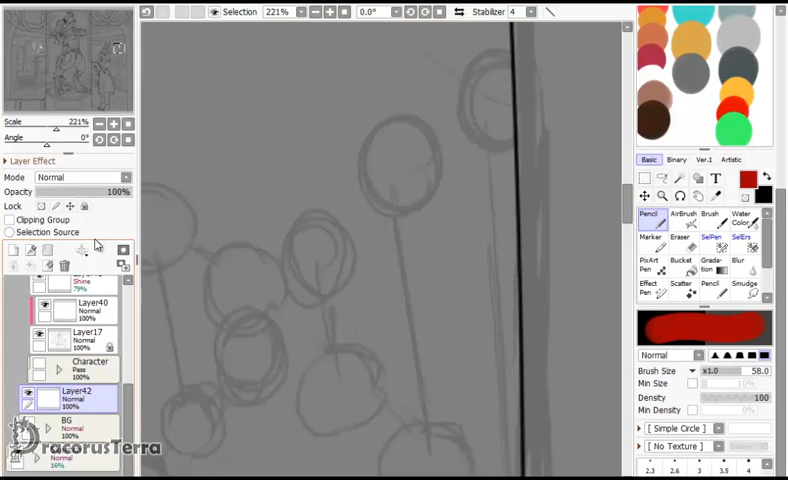 Selection 221% 0.0° Stabilizer 4
Scale 221%
Angle 0°
Layer Effect
Mode Normal
Opacity 100%
Lock
Clipping Group
Selection Source
Shine
79%
Layer40
Normal
100%
Layer17
Normal
100%
Character
Pass
100%
Layer42
Normal
100%
BG
Normal
100%
Normal
16%
DracorusTerra
Basic Binary Ver.1 Artistic
T
Pencil AirBrush Brush Water Color
Marker Eraser SelPen SelErs
PixArt Pen Bucket Grada-tion Blur
Effect Pen Scatter Pencil Smudge
Normal
Brush Size x1.0 58.0
Min Size 10%
Density 100
Min Density 0%
[ Simple Circle ]
[ No Texture ]
2.3 2.6 3 3.5 4